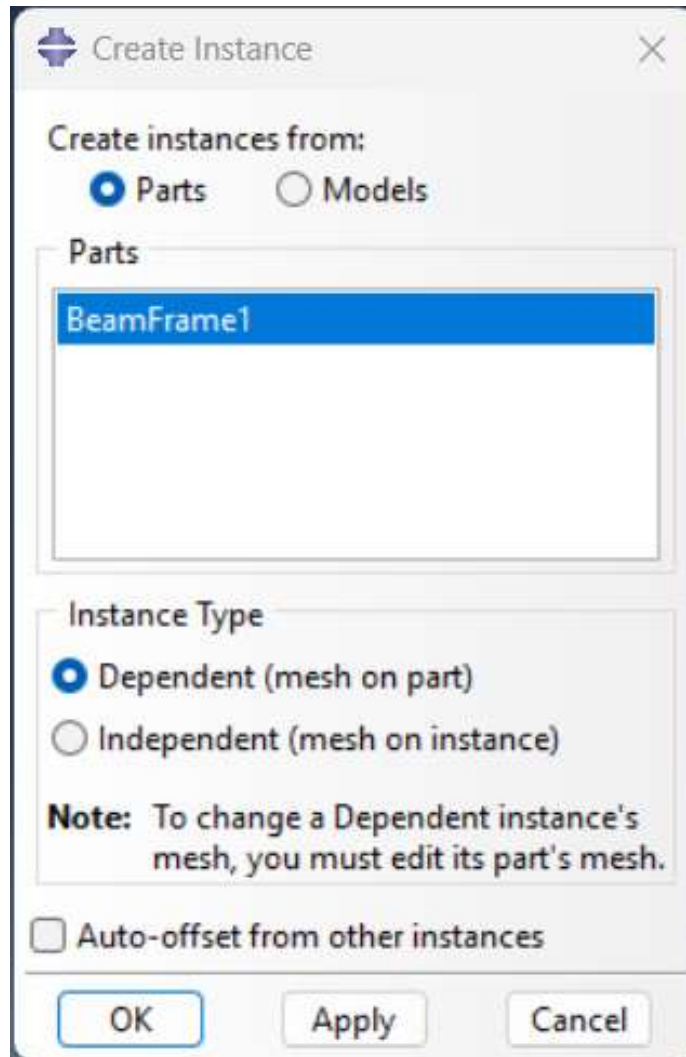 Create Instance
Create instances from:
Parts Models
Parts
BeamFrame1
Instance Type
Dependent (mesh on part)
Independent (mesh on instance)
Note: To change a Dependent instance's
mesh, you must edit its part's mesh.
Auto-offset from other instances
OK Apply Cancel